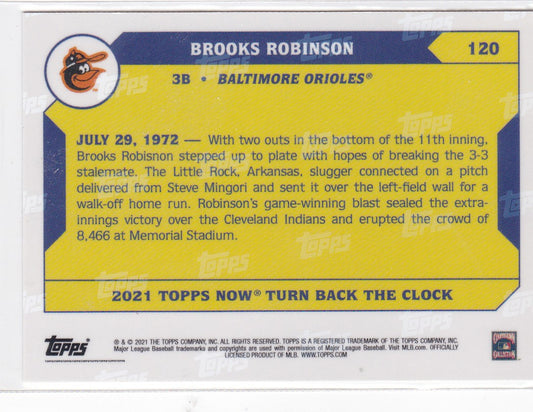 BROOKS ROBINSON
120
3B • BALTIMORE ORIOLES®
JULY 29, 1972 — With two outs in the bottom of the 11th inning,
Brooks Robisnon stepped up to plate with hopes of breaking the 3-3
stalemate. The Little Rock, Arkansas, slugger connected on a pitch
delivered from Steve Mingori and sent it over the left-field wall for a
walk-off home run. Robinson's game-winning blast sealed the extra-
innings victory over the Cleveland Indians and erupted the crowd of
8,466 at Memorial Stadium.
2021 TOPPS NOW® TURN BACK THE CLOCK
Topps®
® & © 2021 THE TOPPS COMPANY, INC. ALL RIGHTS RESERVED. TOPPS IS A REGISTERED TRADEMARK OF THE TOPPS COMPANY, INC.
Major League Baseball trademarks and copyrights are used with permission of Major League Baseball. Visit MLB.com. OFFICIALLY
LICENSED PRODUCT OF MLB. WWW.TOPPS.COM